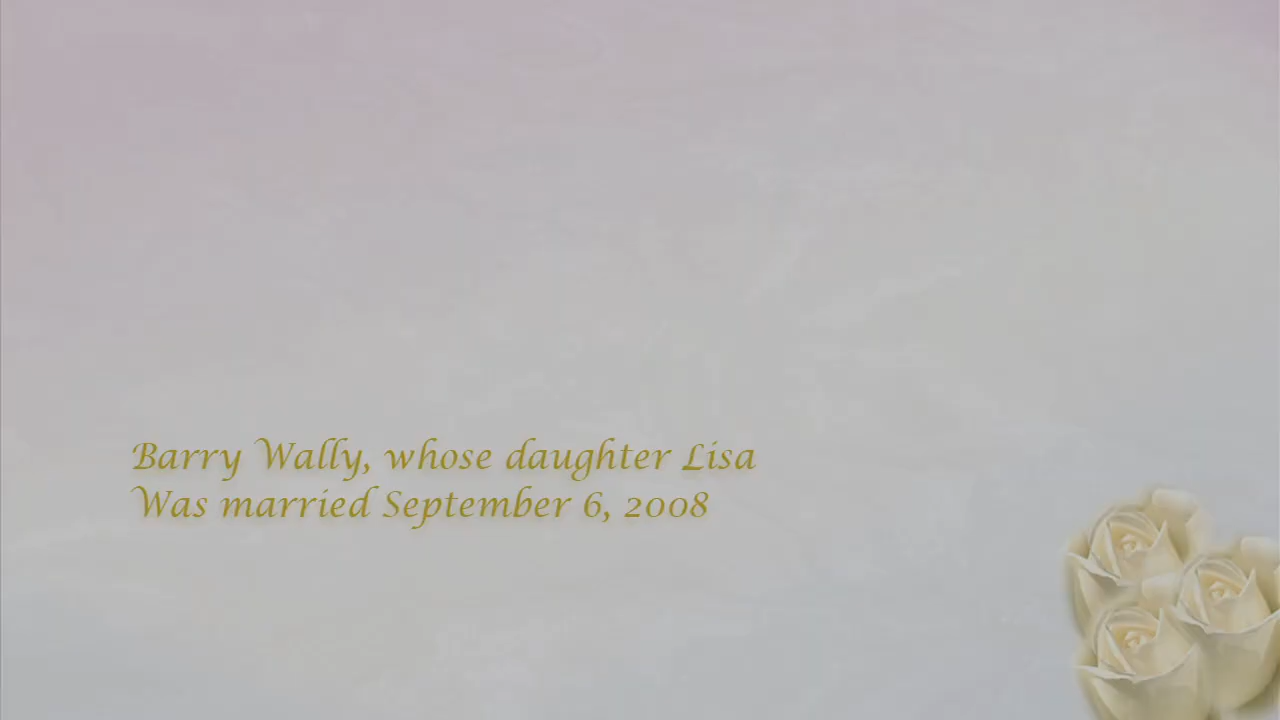 Barry Wally, whose daughter Lisa
Was married September 6, 2008